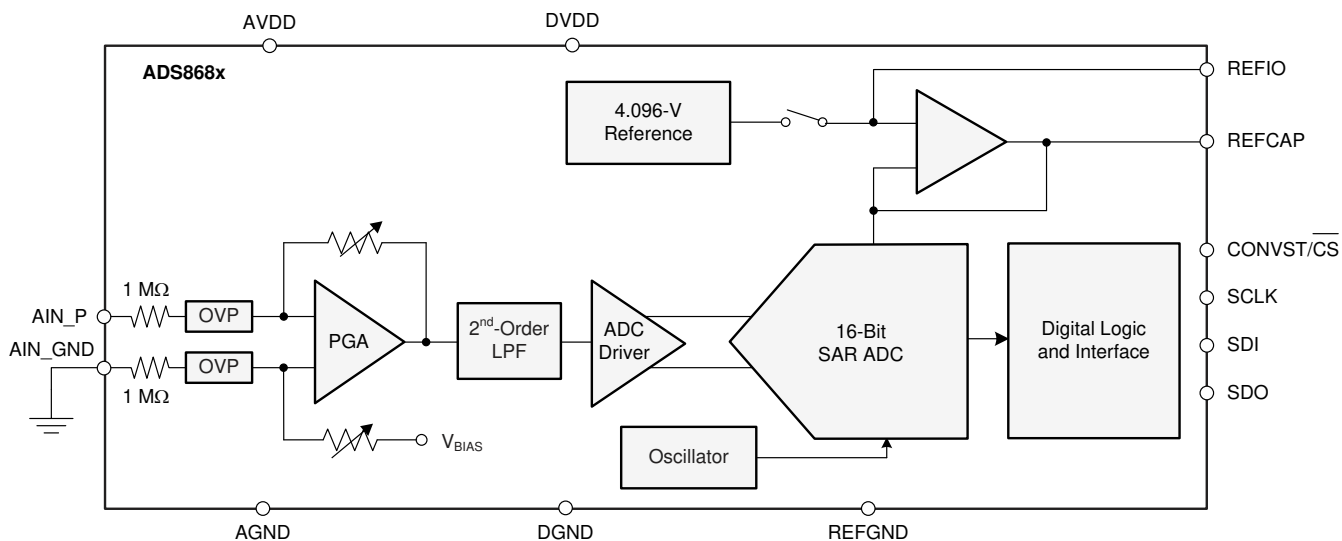 AVDD
DVDD
ADS868x
4.096-V
Reference
REFIO
REFCAP
CONVST/C̅S̅
SCLK
SDI
SDO
1 MΩ
AIN_P
OVP
AIN_GND
OVP
1 MΩ
PGA
2nd-Order
LPF
ADC
Driver
16-Bit
SAR ADC
Digital Logic
and Interface
VBIAS
Oscillator
AGND
DGND
REFGND